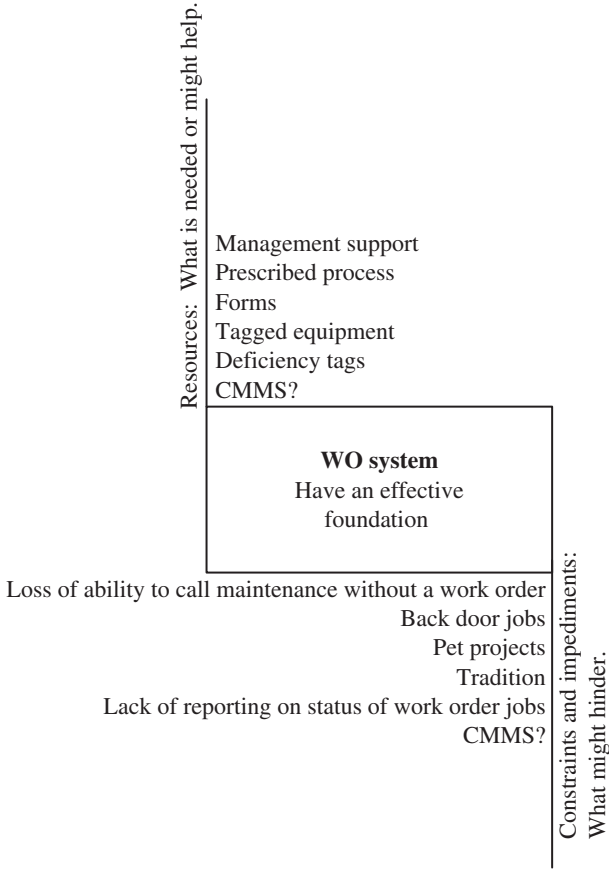 Resources:  What is needed or might help.
Management support
Prescribed process
Forms
Tagged equipment
Deficiency tags
CMMS?
WO system
Have an effective
foundation
Loss of ability to call maintenance without a work order
Back door jobs
Pet projects
Tradition
Lack of reporting on status of work order jobs
CMMS?
Constraints and impediments:
What might hinder.